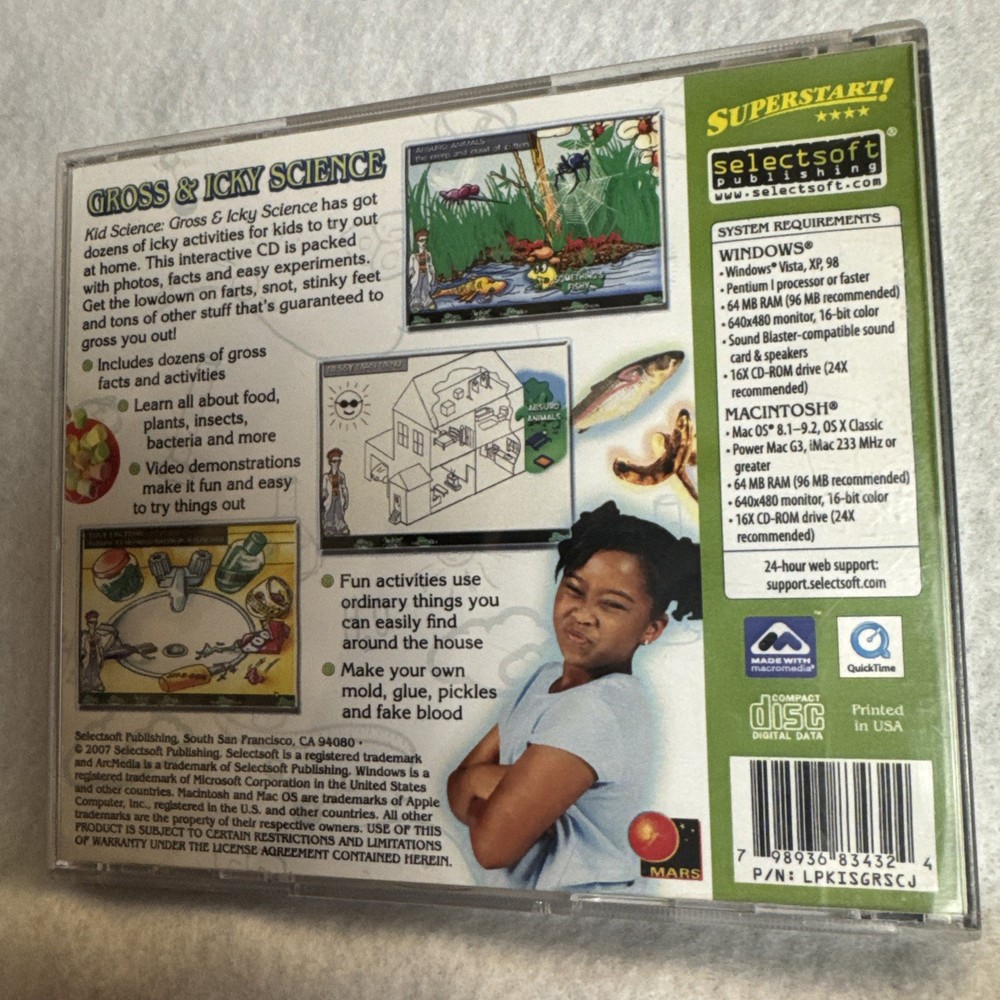 GROSS & ICKY SCIENCE
Kid Science: Gross & Icky Science has got
dozens of icky activities for kids to try out
at home. This interactive CD is packed
with photos, facts and easy experiments.
Get the lowdown on farts, snot, stinky feet
and tons of other stuff that's guaranteed to
gross you out!
Includes dozens of gross
facts and activities
Learn all about food,
plants, insects,
bacteria and more
Video demonstrations
make it fun and easy
to try things out
ABSURD ANIMALS
SOMETHING'S
FISHY
ABSURD
ANIMALS
Fun activities use
ordinary things you
can easily find
around the house
Make your own
mold, glue, pickles
and fake blood
Selectsoft Publishing, South San Francisco, CA 94080 •
© 2007 Selectsoft Publishing. Selectsoft is a registered trademark
and ArcMedia is a trademark of Selectsoft Publishing. Windows is a
registered trademark of Microsoft Corporation in the United States
and other countries. Macintosh and Mac OS are trademarks of Apple
Computer, Inc., registered in the U.S. and other countries. All other
trademarks are the property of their respective owners. USE OF THIS
PRODUCT IS SUBJECT TO CERTAIN RESTRICTIONS AND LIMITATIONS
OF WARRANTY UNDER THE LICENSE AGREEMENT CONTAINED HEREIN.
MARS
SUPERSTART!
selectsoft®
publishing
www.selectsoft.com
SYSTEM REQUIREMENTS
WINDOWS®
• Windows® Vista, XP, 98
• Pentium I processor or faster
• 64 MB RAM (96 MB recommended)
• 640x480 monitor, 16-bit color
• Sound Blaster-compatible sound
card & speakers
• 16X CD-ROM drive (24X
recommended)
MACINTOSH®
• Mac OS® 8.1–9.2, OS X Classic
• Power Mac G3, iMac 233 MHz or
greater
• 64 MB RAM (96 MB recommended)
• 640x480 monitor, 16-bit color
• 16X CD-ROM drive (24X
recommended)
24-hour web support:
support.selectsoft.com
MADE WITH
macromedia®
™
QuickTime
COMPACT
disc
DIGITAL DATA
Printed
in USA
7 98936 83432 4
P/N: LPKISGRSCJ